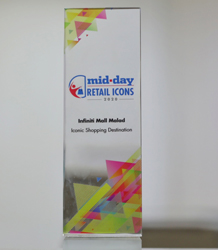 mid-day
RETAIL ICONS
2020
Infiniti Mall Malad
Iconic Shopping Destination